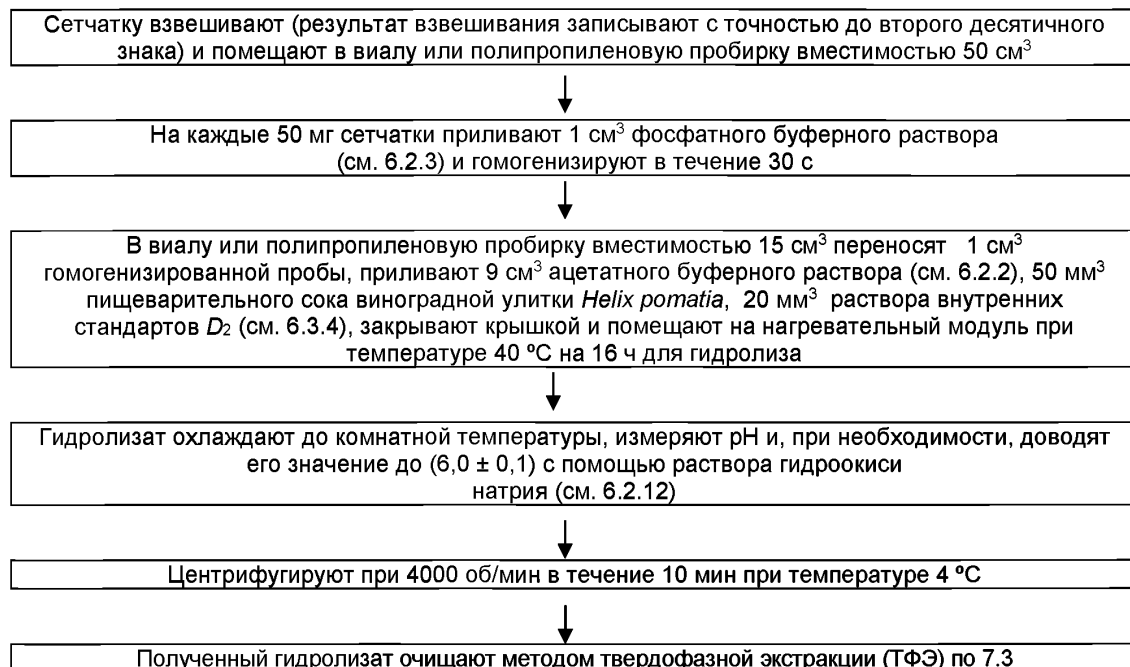 Сетчатку взвешивают (результат взвешивания записывают с точностью до второго десятичного
знака) и помещают в виалу или полипропиленовую пробирку вместимостью 50 см³
На каждые 50 мг сетчатки приливают 1 см³ фосфатного буферного раствора
(см. 6.2.3) и гомогенизируют в течение 30 с
В виалу или полипропиленовую пробирку вместимостью 15 см³ переносят 1 см³
гомогенизированной пробы, приливают 9 см³ ацетатного буферного раствора (см. 6.2.2), 50 мм³
пищеварительного сока виноградной улитки Helix pomatia, 20 мм³ раствора внутренних
стандартов D₂ (см. 6.3.4), закрывают крышкой и помещают на нагревательный модуль при
температуре 40 ºС на 16 ч для гидролиза
Гидролизат охлаждают до комнатной температуры, измеряют pH и, при необходимости, доводят
его значение до (6,0 ± 0,1) с помощью раствора гидроокиси
натрия (см. 6.2.12)
Центрифугируют при 4000 об/мин в течение 10 мин при температуре 4 ºС
Полученный гидролизат очищают методом твердофазной экстракции (ТФЭ) по 7.3